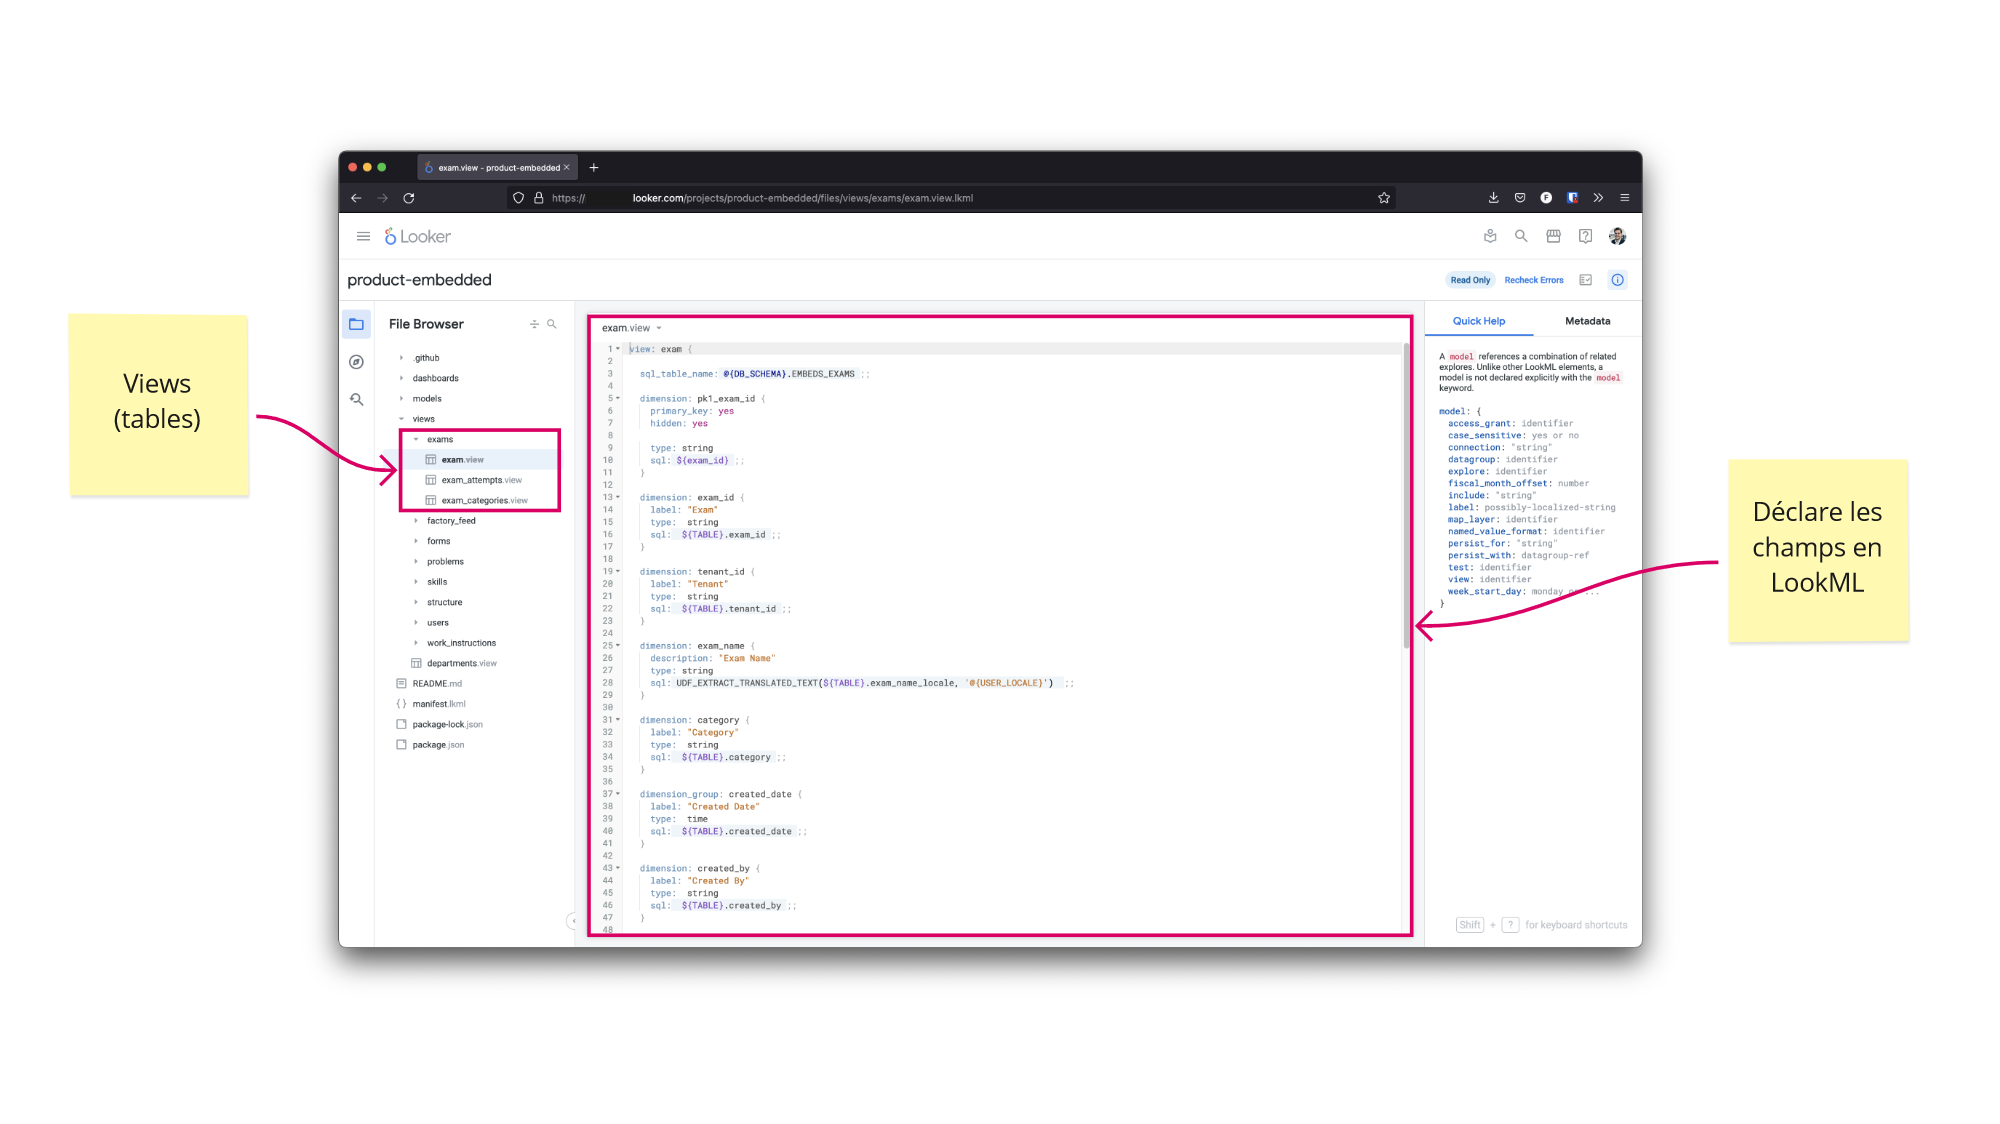 exam.view - product-embedded
https:// looker.com/projects/product-embedded/files/views/exams/exam.view.lkml
Looker
product-embedded
Read Only
Recheck Errors
Views
(tables)
File Browser
.github
dashboards
models
views
exams
exam.view
exam_attempts.view
exam_categories.view
factory_feed
forms
problems
skills
structure
users
work_instructions
departments.view
README.md
manifest.lkml
package-lock.json
package.json
exam.view
1 view: exam {
2
3 sql_table_name: @{DB_SCHEMA}.EMBEDS_EXAMS ;;
4
5 dimension: pk1_exam_id {
6 primary_key: yes
7 hidden: yes
8
9 type: string
10 sql: ${exam_id} ;;
11 }
12
13 dimension: exam_id {
14 label: "Exam"
15 type: string
16 sql: ${TABLE}.exam_id ;;
17 }
18
19 dimension: tenant_id {
20 label: "Tenant"
21 type: string
22 sql: ${TABLE}.tenant_id ;;
23 }
24
25 dimension: exam_name {
26 description: "Exam Name"
27 type: string
28 sql: UDF_EXTRACT_TRANSLATED_TEXT(${TABLE}.exam_name_locale, '@{USER_LOCALE}') ;;
29 }
30
31 dimension: category {
32 label: "Category"
33 type: string
34 sql: ${TABLE}.category ;;
35 }
36
37 dimension_group: created_date {
38 label: "Created Date"
39 type: time
40 sql: ${TABLE}.created_date ;;
41 }
42
43 dimension: created_by {
44 label: "Created By"
45 type: string
46 sql: ${TABLE}.created_by ;;
47 }
48
Quick Help
Metadata
A model references a combination of related
explores. Unlike other LookML elements, a
model is not declared explicitly with the model
keyword.
model: {
access_grant: identifier
case_sensitive: yes or no
connection: "string"
datagroup: identifier
explore: identifier
fiscal_month_offset: number
include: "string"
label: possibly-localized-string
map_layer: identifier
named_value_format: identifier
persist_for: "string"
persist_with: datagroup-ref
test: identifier
view: identifier
week_start_day: monday or ...
}
Shift + ? for keyboard shortcuts
Déclare les
champs en
LookML